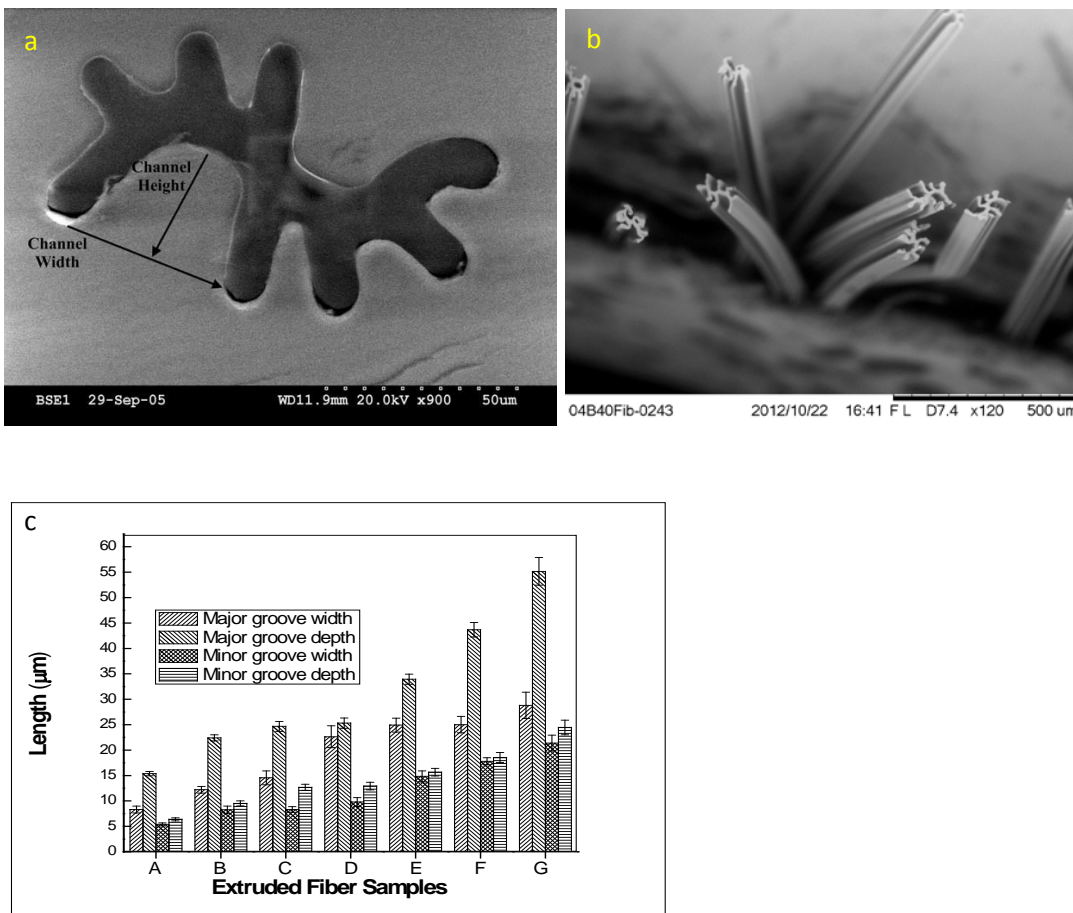 a
Channel
Height
Channel
Width
BSE1 29-Sep-05 WD11.9mm 20.0kV x900 50um
b
04B40Fib-0243 2012/10/22 16:41 F L D7.4 x120 500 um
c
60
55
50
45
40
35
30
25
20
15
10
5
0
Length (μm)
Major groove width
Major groove depth
Minor groove width
Minor groove depth
A B C D E F G
Extruded Fiber Samples